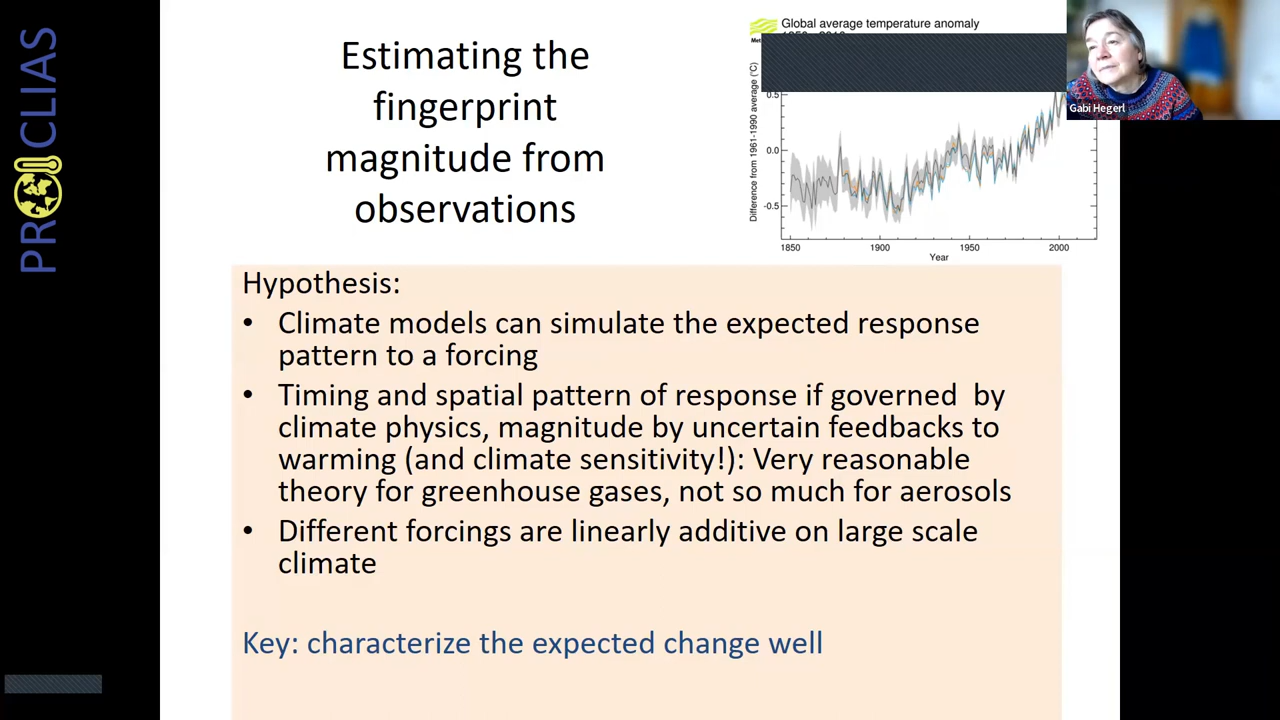 PROCLIAS
Estimating the
fingerprint
magnitude from
observations
Global average temperature anomaly
Difference from 1961-1990 average (°C)
0.5
0.0
-0.5
1850
1900
1950
2000
Year
Gabi Hegerl
Hypothesis:
• Climate models can simulate the expected response
pattern to a forcing
• Timing and spatial pattern of response if governed by
climate physics, magnitude by uncertain feedbacks to
warming (and climate sensitivity!): Very reasonable
theory for greenhouse gases, not so much for aerosols
• Different forcings are linearly additive on large scale
climate
Key: characterize the expected change well